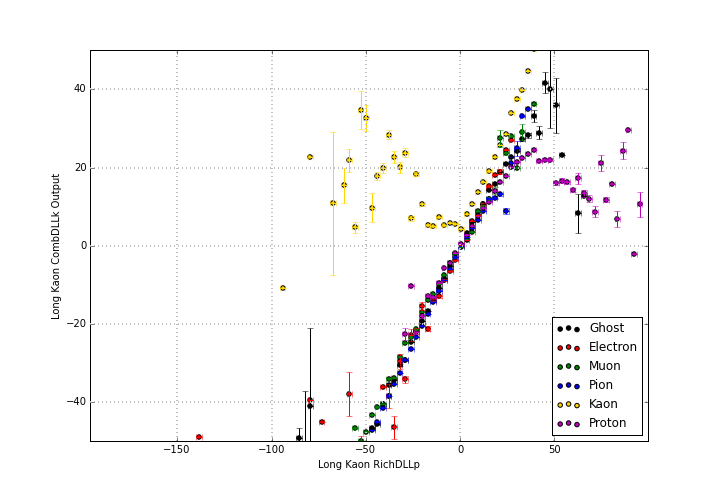 40
20
0
−20
−40
−150
−100
−50
0
50
Long Kaon CombDLLk Output
Long Kaon RichDLLp
Ghost
Electron
Muon
Pion
Kaon
Proton